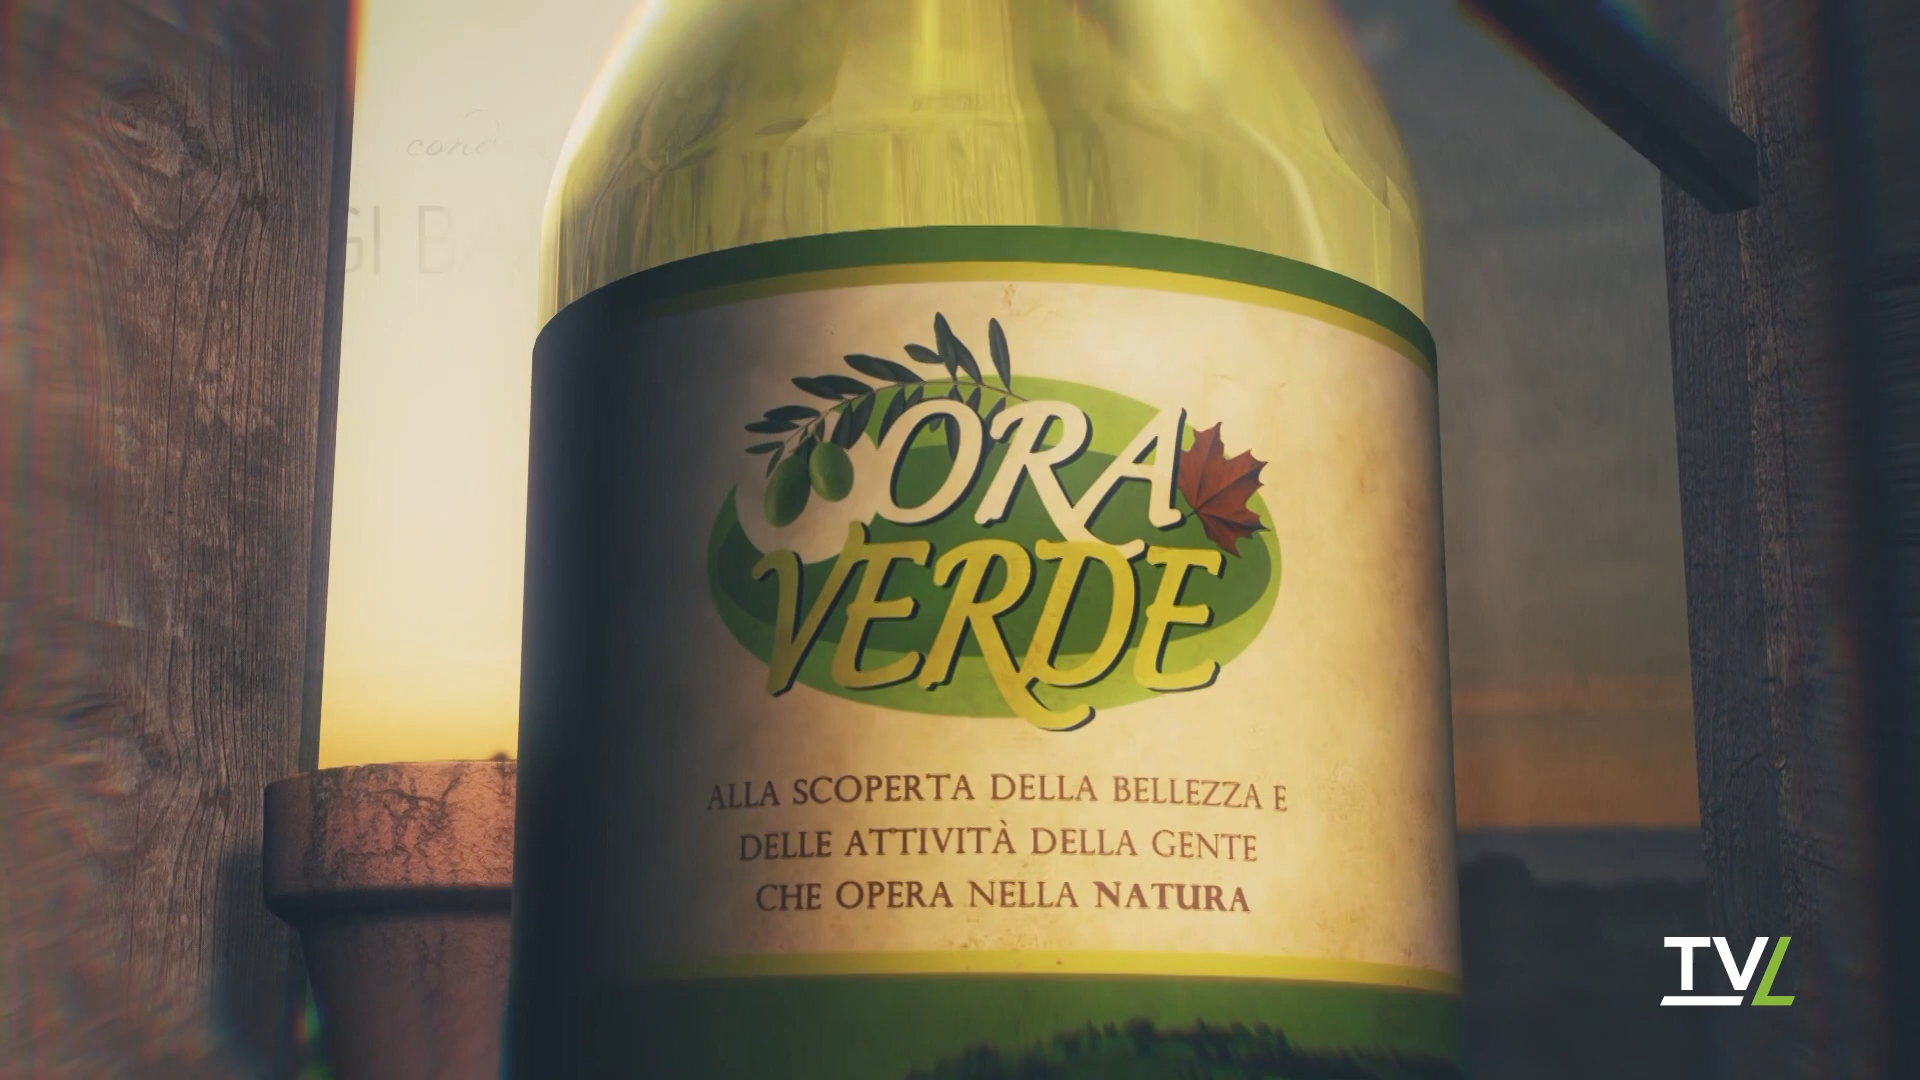 ORA
VERDE
ALLA SCOPERTA DELLA BELLEZZA E
DELLE ATTIVITÀ DELLA GENTE
CHE OPERA NELLA NATURA
TVL